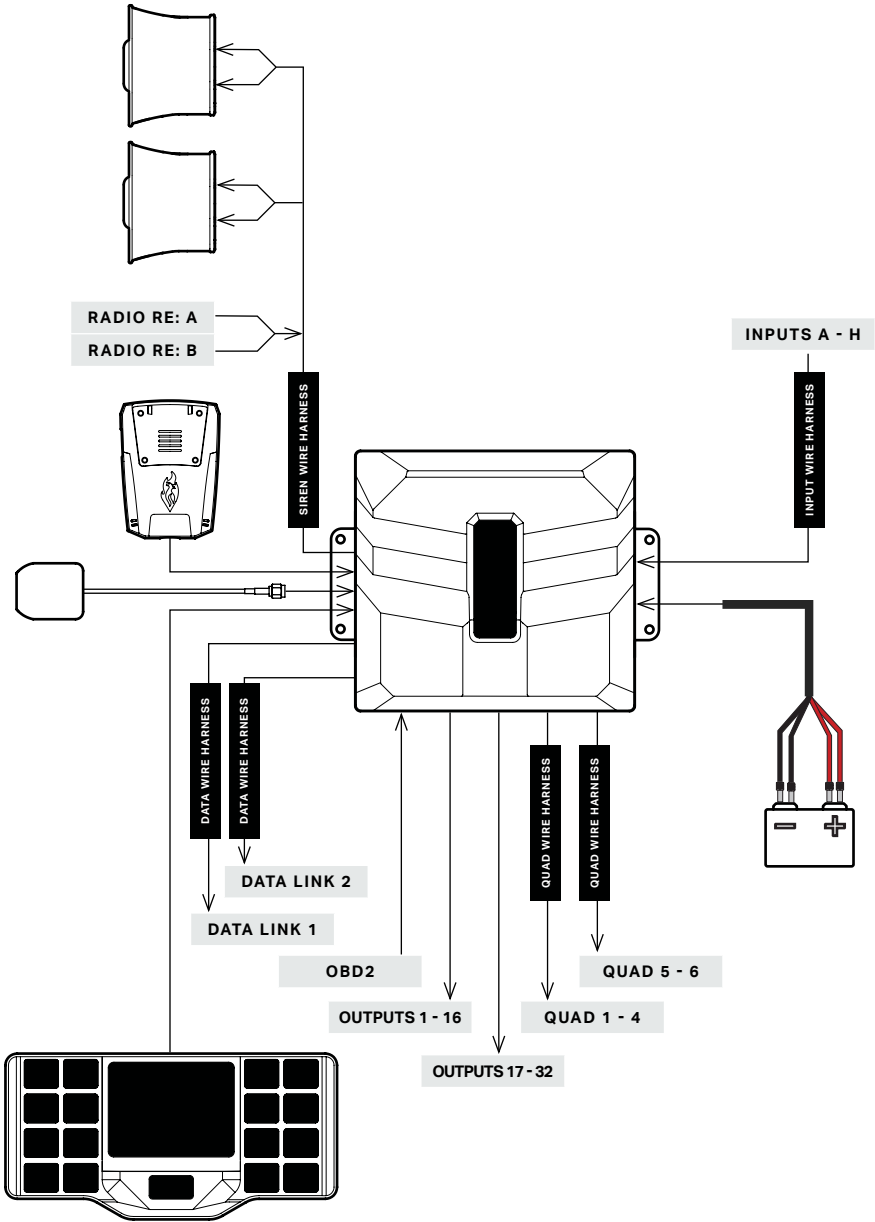 RADIO RE: A
RADIO RE: B
INPUTS A - H
SIREN WIRE HARNESS
INPUT WIRE HARNESS
DATA WIRE HARNESS
DATA WIRE HARNESS
QUAD WIRE HARNESS
QUAD WIRE HARNESS
DATA LINK 2
DATA LINK 1
OBD2
QUAD 5 - 6
OUTPUTS 1 - 16
QUAD 1 - 4
OUTPUTS 17 - 32